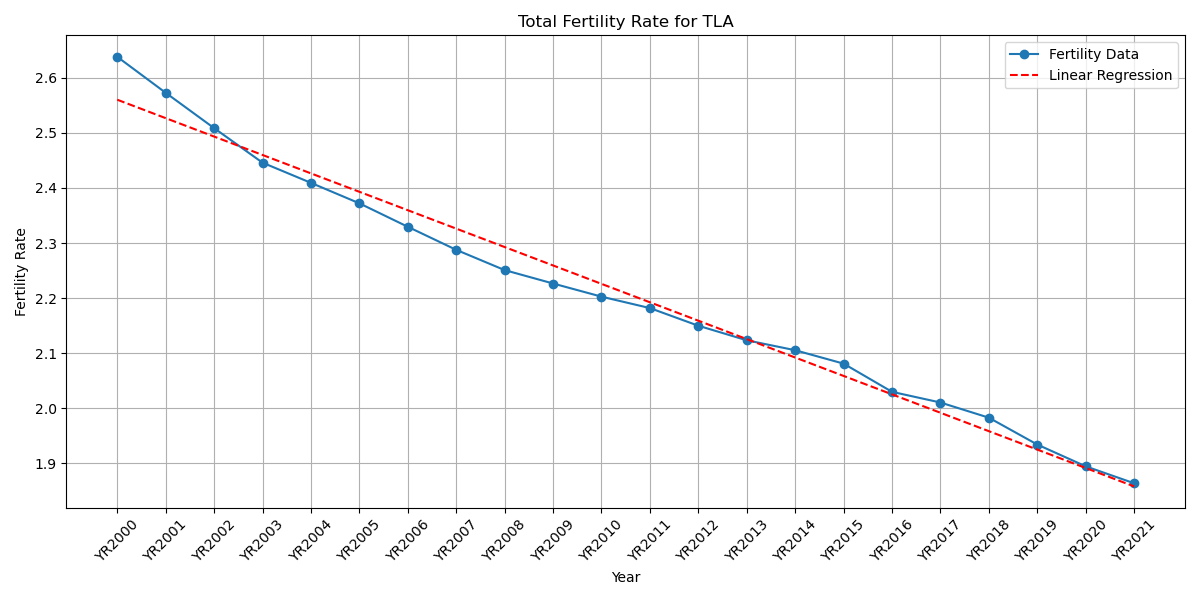 Total Fertility Rate for TLA
Fertility Data
Linear Regression
Fertility Rate
2.6
2.5
2.4
2.3
2.2
2.1
2.0
1.9
YR2000
YR2001
YR2002
YR2003
YR2004
YR2005
YR2006
YR2007
YR2008
YR2009
YR2010
YR2011
YR2012
YR2013
YR2014
YR2015
YR2016
YR2017
YR2018
YR2019
YR2020
YR2021
Year